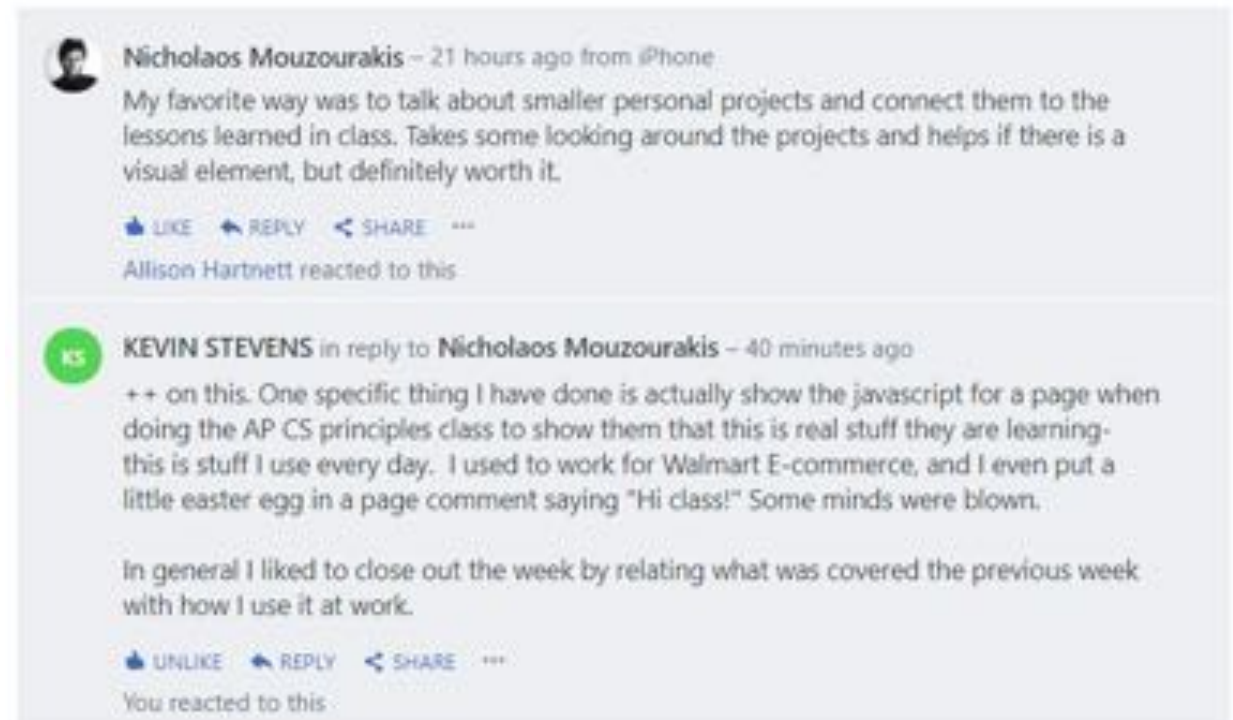 Nicholaos Mouzourakis – 21 hours ago from iPhone
My favorite way was to talk about smaller personal projects and connect them to the
lessons learned in class. Takes some looking around the projects and helps if there is a
visual element, but definitely worth it.
LIKE REPLY SHARE ···
Allison Hartnett reacted to this
KS
KEVIN STEVENS in reply to Nicholaos Mouzourakis – 40 minutes ago
++ on this. One specific thing I have done is actually show the javascript for a page when
doing the AP CS principles class to show them that this is real stuff they are learning-
this is stuff I use every day.  I used to work for Walmart E-commerce, and I even put a
little easter egg in a page comment saying "Hi class!" Some minds were blown.
In general I liked to close out the week by relating what was covered the previous week
with how I use it at work.
UNLIKE REPLY SHARE ···
You reacted to this